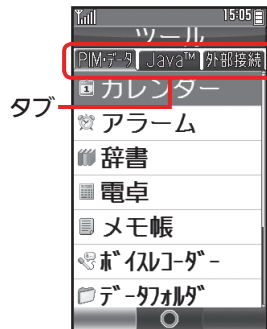 15:05
ツール
PIM・データ Java™ 外部接続
タブ
カレンダー
アラーム
辞書
電卓
メモ帳
ボイスレコーダー
データフォルダ